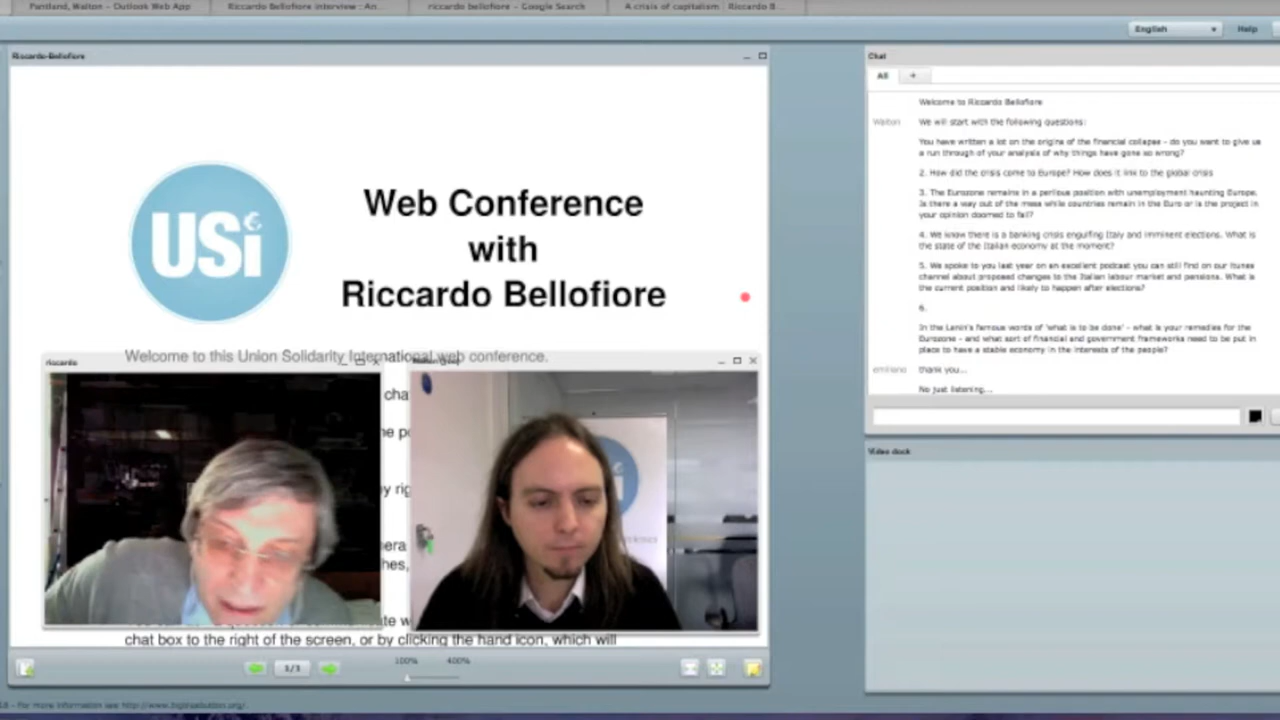 Pantland, Walton - Outlook Web App
Riccardo Bellofiore interview : An...
riccardo bellofiore - Google Search
A crisis of capitalism | Riccardo B...
English
Help
Riccardo-Bellofiore
USi
Web Conference
with
Riccardo Bellofiore
Welcome to this Union Solidarity International web conference.
riccardo
chat box to the right of the screen, or by clicking the hand icon, which will
1/3
100%
400%
Chat
All
+
Welcome to Riccardo Bellofiore
Walton
We will start with the following questions:
You have written a lot on the origins of the financial collapse - do you want to give us
a run through of your analysis of why things have gone so wrong?
2. How did the crisis come to Europe? How does it link to the global crisis
3. The Eurozone remains in a perilous position with unemployment haunting Europe.
Is there a way out of the mess while countries remain in the Euro or is the project in
your opinion doomed to fail?
4. We know there is a banking crisis engulfing Italy and imminent elections. What is
the state of the Italian economy at the moment?
5. We spoke to you last year on an excellent podcast you can still find on our itunes
channel about proposed changes to the Italian labour market and pensions. What is
the current position and likely to happen after elections?
6.
In the Lenin's famous words of 'what is to be done' - what is your remedies for the
Eurozone - and what sort of financial and government frameworks need to be put in
place to have a stable economy in the interests of the people?
emiliano
thank you...
No just listening...
Video dock
- For more information see http://www.bigbluebutton.org/.